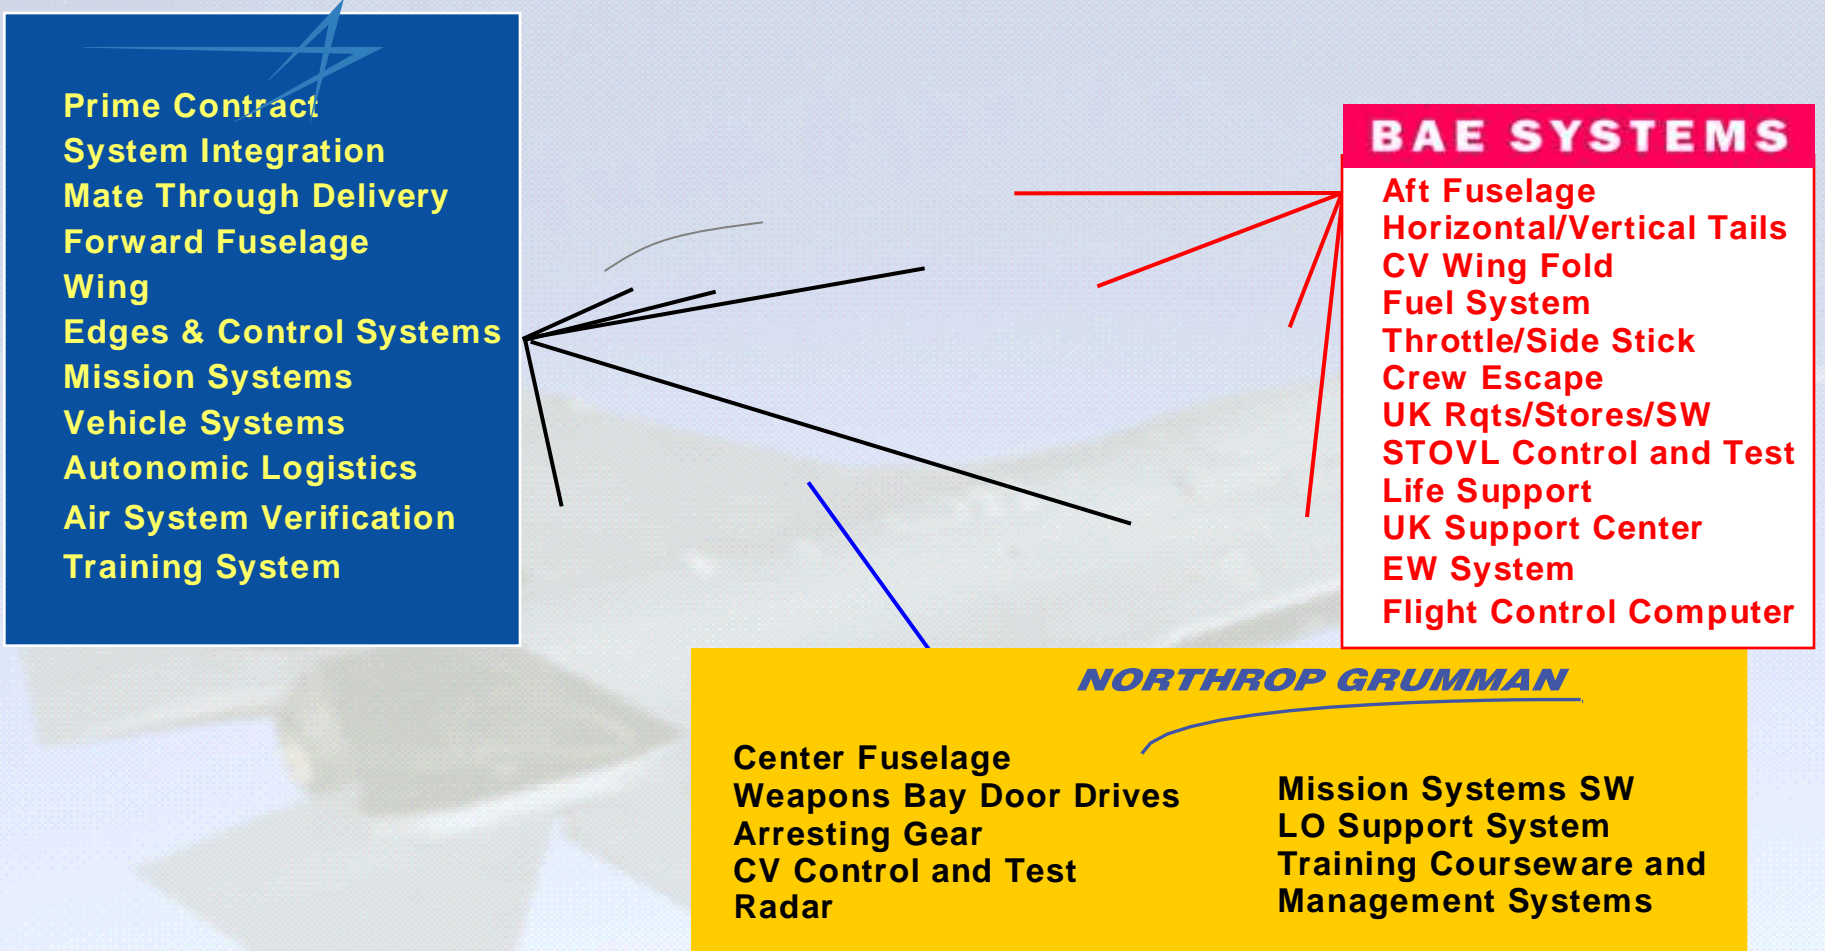 Prime Contract
System Integration
Mate Through Delivery
Forward Fuselage
Wing
Edges & Control Systems
Mission Systems
Vehicle Systems
Autonomic Logistics
Air System Verification
Training System
BAE SYSTEMS
Aft Fuselage
Horizontal/Vertical Tails
CV Wing Fold
Fuel System
Throttle/Side Stick
Crew Escape
UK Rqts/Stores/SW
STOVL Control and Test
Life Support
UK Support Center
EW System
Flight Control Computer
NORTHROP GRUMMAN
Center Fuselage
Weapons Bay Door Drives
Arresting Gear
CV Control and Test
Radar
Mission Systems SW
LO Support System
Training Courseware and
Management Systems